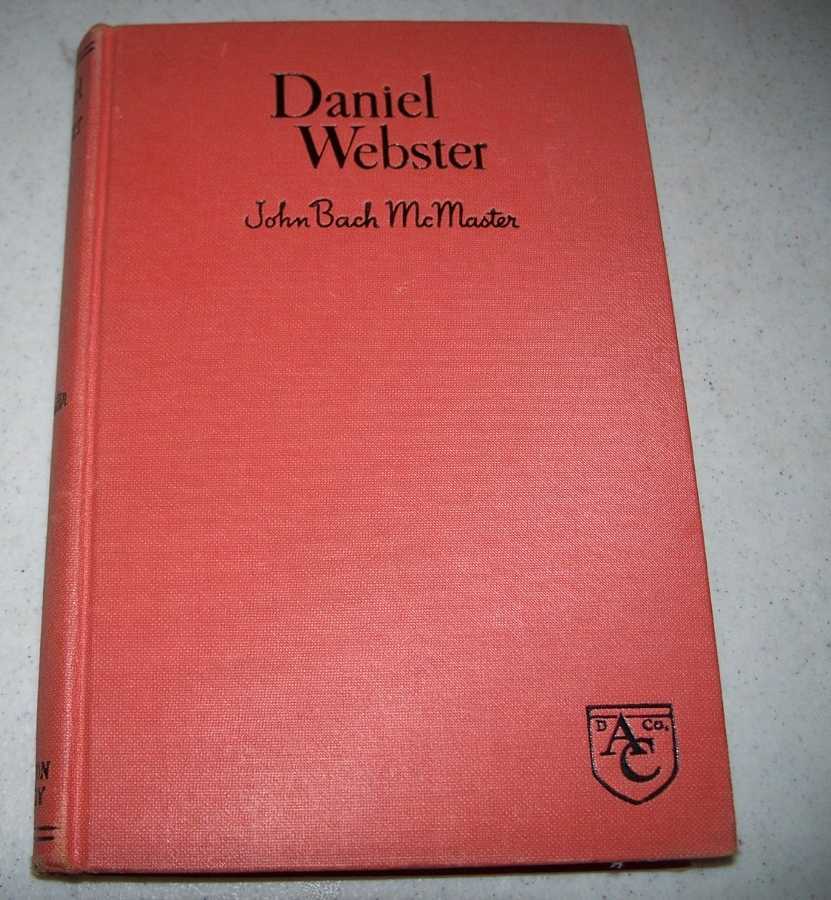 Daniel
Webster
John Bach McMaster
D AC Co.